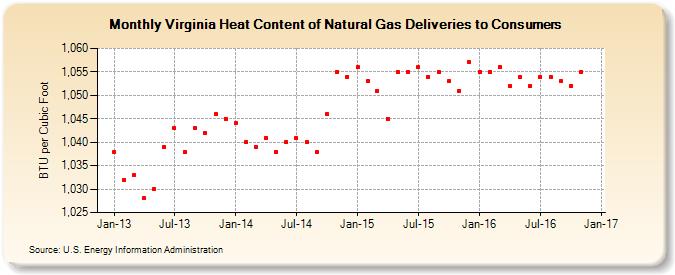 Monthly Virginia Heat Content of Natural Gas Deliveries to Consumers
BTU per Cubic Foot
1,060
1,055
1,050
1,045
1,040
1,035
1,030
1,025
Jan-13 Jul-13 Jan-14 Jul-14 Jan-15 Jul-15 Jan-16 Jul-16 Jan-17
Source: U.S. Energy Information Administration